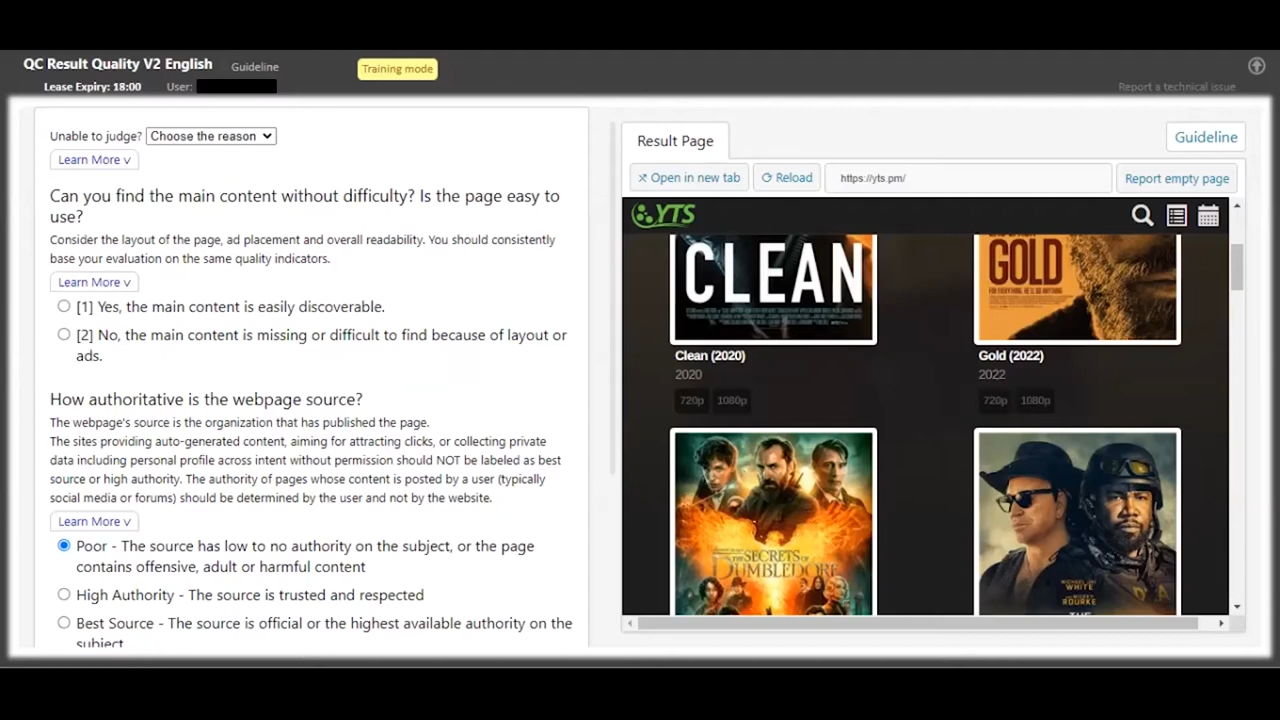 QC Result Quality V2 English
Guideline
Training mode
Lease Expiry: 18:00
User:
Report a technical issue
Unable to judge? Choose the reason
Learn More v
Can you find the main content without difficulty? Is the page easy to
use?
Consider the layout of the page, ad placement and overall readability. You should consistently
base your evaluation on the same quality indicators.
Learn More v
[1] Yes, the main content is easily discoverable.
[2] No, the main content is missing or difficult to find because of layout or
ads.
How authoritative is the webpage source?
The webpage's source is the organization that has published the page.
The sites providing auto-generated content, aiming for attracting clicks, or collecting private
data including personal profile across intent without permission should NOT be labeled as best
source or high authority. The authority of pages whose content is posted by a user (typically
social media or forums) should be determined by the user and not by the website.
Learn More v
Poor - The source has low to no authority on the subject, or the page
contains offensive, adult or harmful content
High Authority - The source is trusted and respected
Best Source - The source is official or the highest available authority on the
subject
Result Page
Guideline
Open in new tab
Reload
https://yts.pm/
Report empty page
YTS
CLEAN
GOLD
Clean (2020)
2020
720p 1080p
Gold (2022)
2022
720p 1080p
THE SECRETS OF
DUMBLEDORE
MICHAEL JAI
WHITE
MICKEY
ROURKE
THE